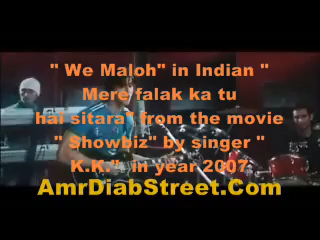 " We Maloh" in Indian "
Mere falak ka tu
hai sitara" from the movie
" Showbiz" by singer "
K.K." in year 2007
AmrDiabStreet.Com